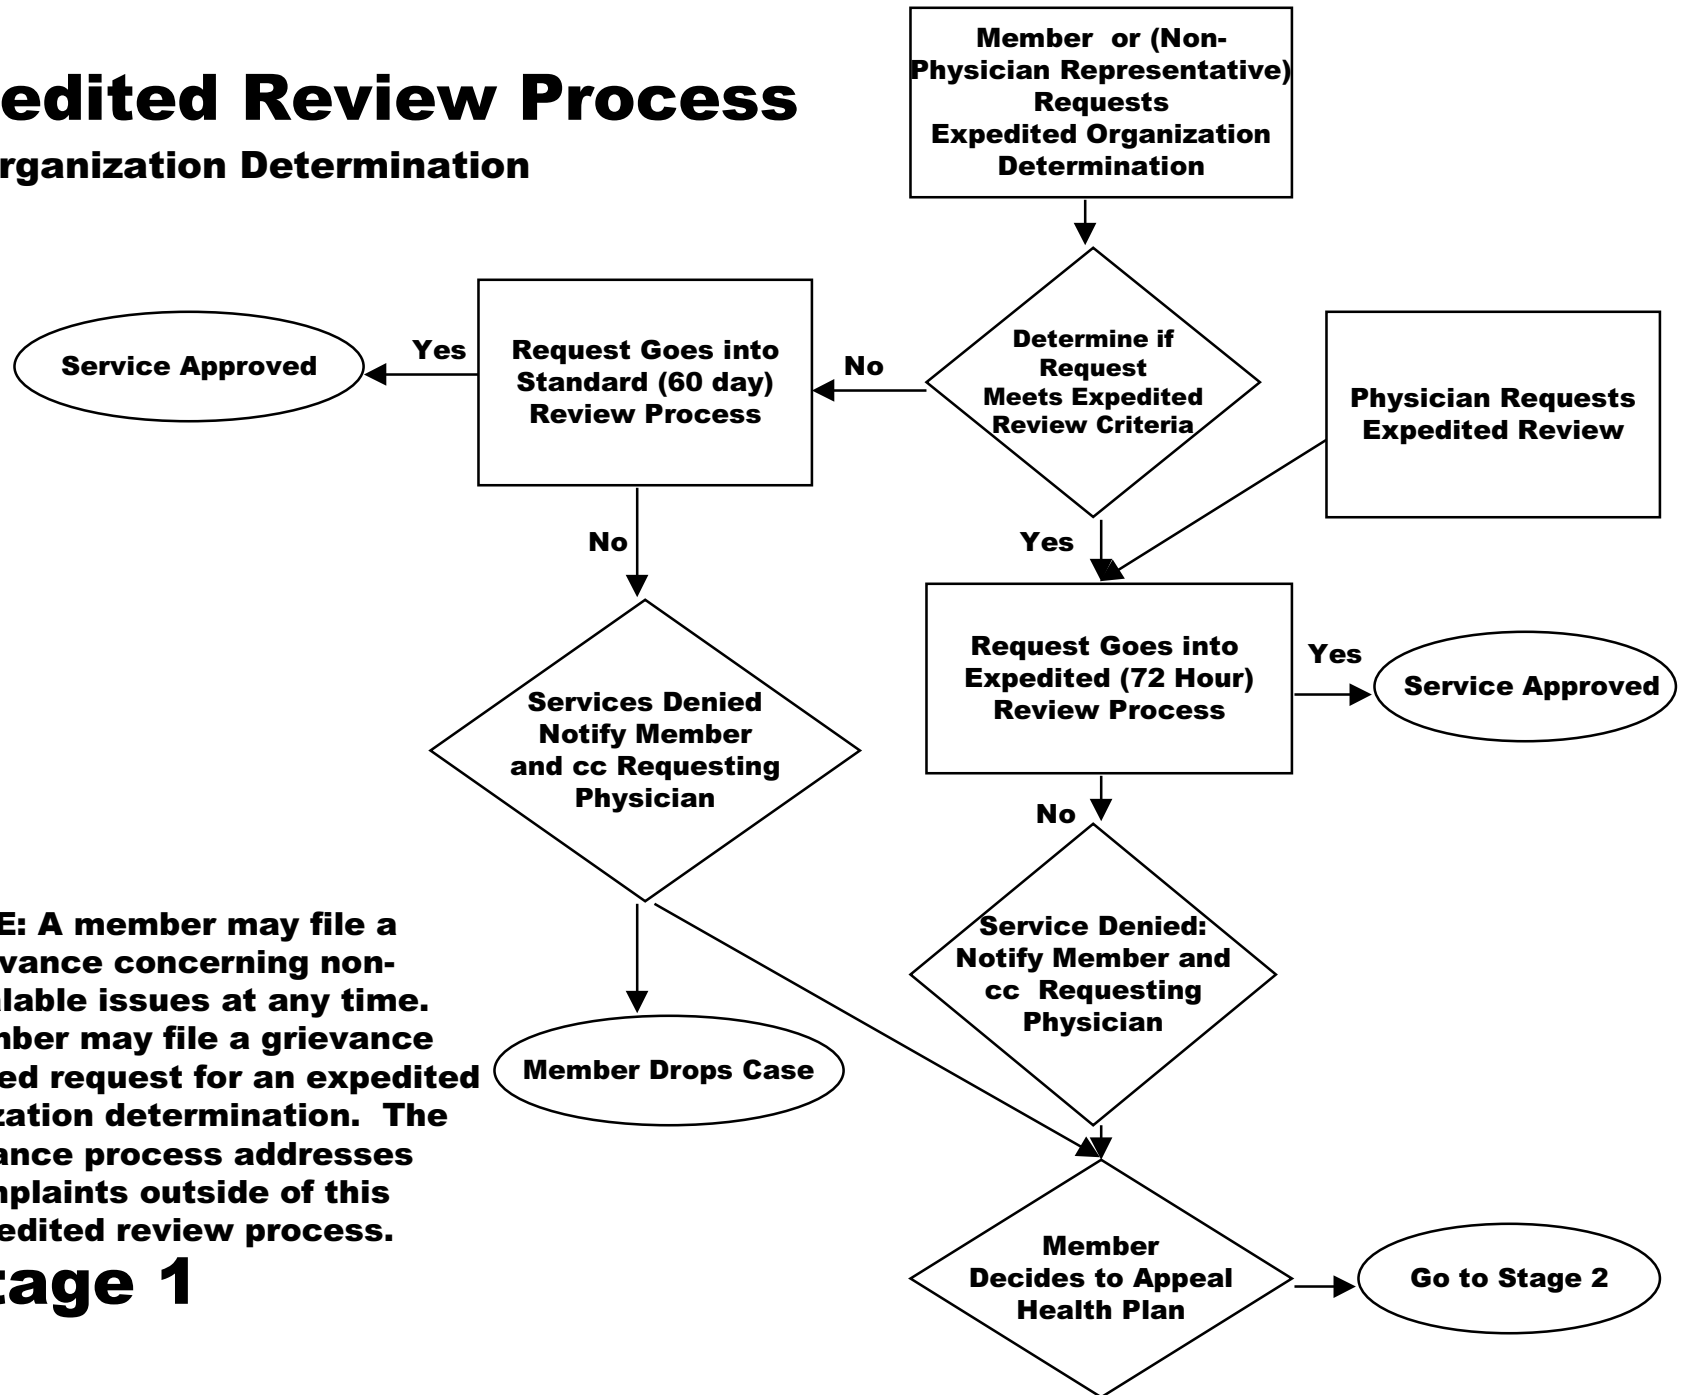 edited Review Process
rganization Determination
Member or (Non-
Physician Representative)
Requests
Expedited Organization
Determination
Determine if
Request
Meets Expedited
Review Criteria
Physician Requests
Expedited Review
No
Request Goes into
Standard (60 day)
Review Process
Yes
Service Approved
No
Yes
Request Goes into
Expedited (72 Hour)
Review Process
Yes
Service Approved
Services Denied
Notify Member
and cc Requesting
Physician
No
Service Denied:
Notify Member and
cc Requesting
Physician
Member Drops Case
E: A member may file a
vance concerning non-
lable issues at any time.
ber may file a grievance
ed request for an expedited
zation determination. The
ance process addresses
plaints outside of this
edited review process.
tage 1
Member
Decides to Appeal
Health Plan
Go to Stage 2